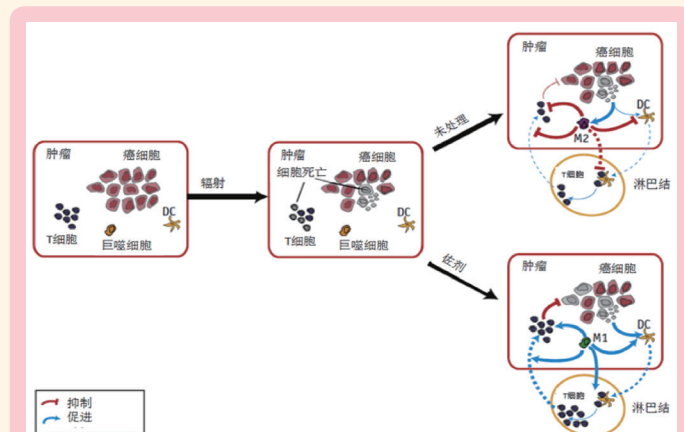 肿瘤
癌细胞
T细胞
巨噬细胞
DC
辐射
肿瘤
癌细胞
细胞死亡
T细胞
巨噬细胞
DC
未处理
佐剂
肿瘤
癌细胞
DC
M2
T细胞
淋巴结
肿瘤
癌细胞
DC
M1
T细胞
淋巴结
抑制
促进